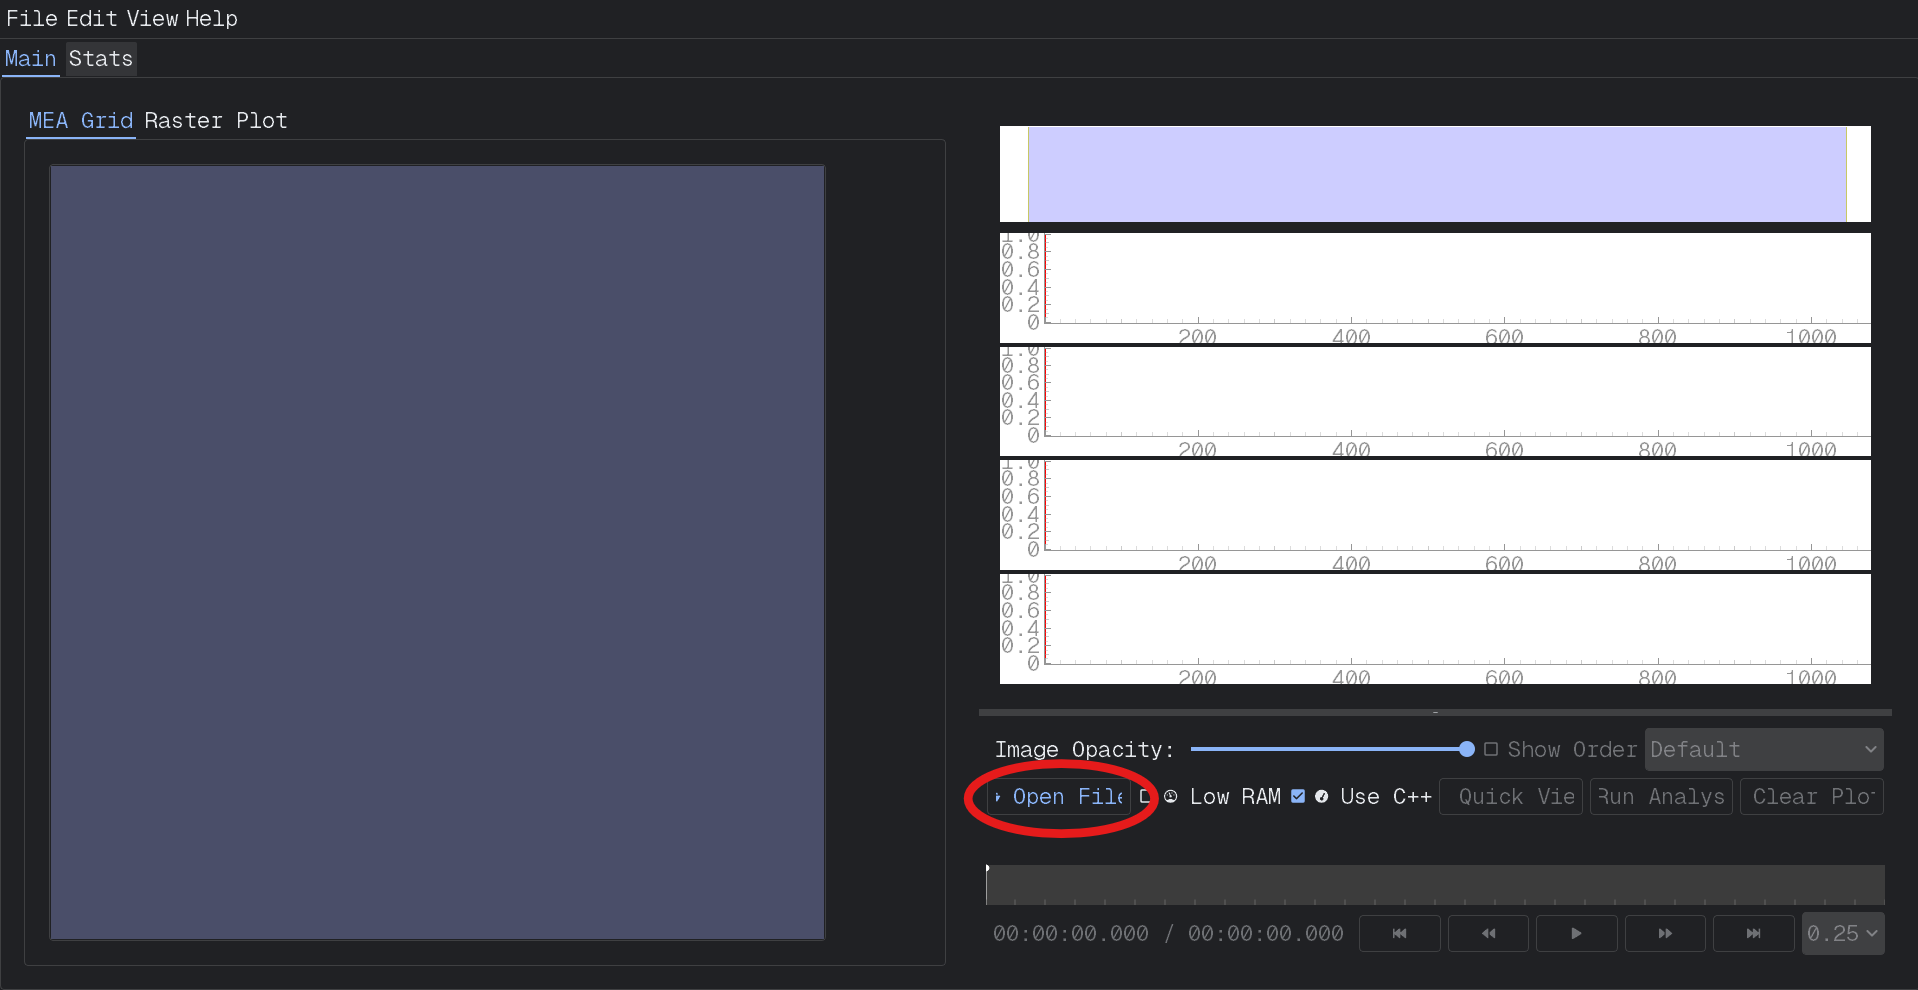 File Edit View Help
Main Stats
MEA Grid Raster Plot
1.0
0.8
0.6
0.4
0.2
0
200 400 600 800 1000
1.0
0.8
0.6
0.4
0.2
0
200 400 600 800 1000
1.0
0.8
0.6
0.4
0.2
0
200 400 600 800 1000
1.0
0.8
0.6
0.4
0.2
0
200 400 600 800 1000
Image Opacity: Show Order Default
Open File Low RAM Use C++ Quick Vie Run Analys Clear Plo
00:00:00.000 / 00:00:00.000 0.25